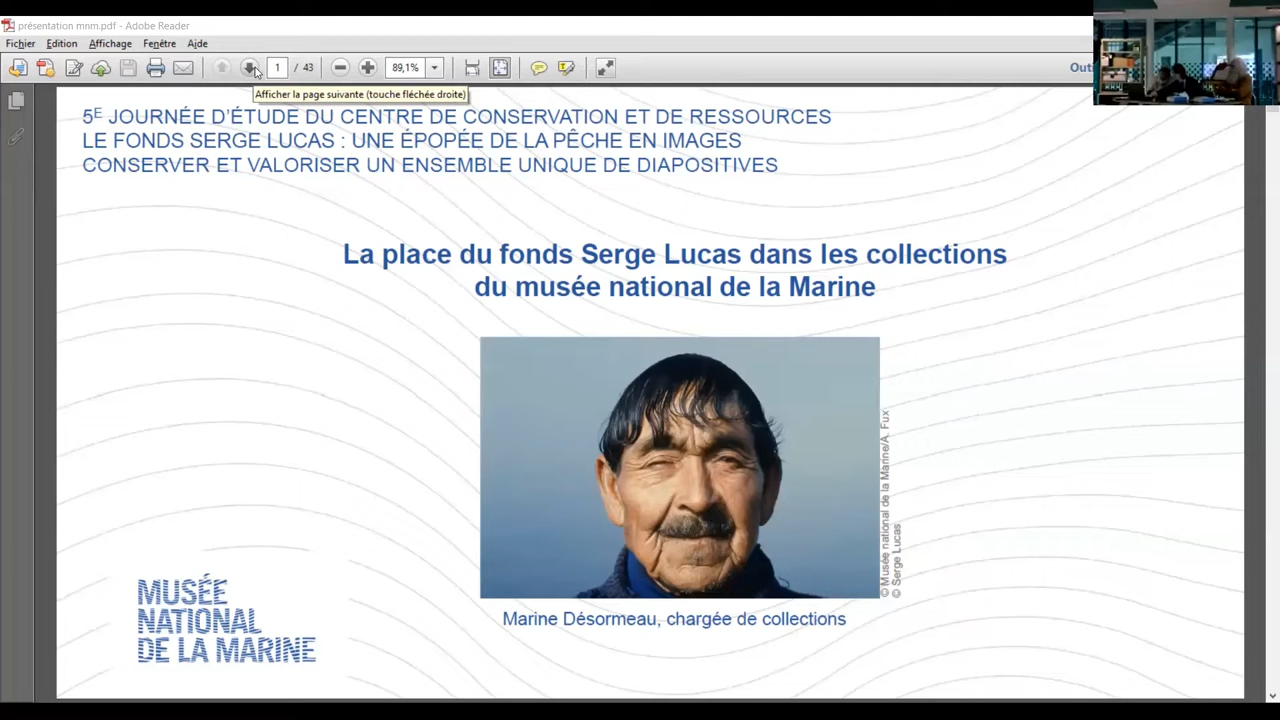 présentation mnm.pdf - Adobe Reader
Fichier Edition Affichage Fenêtre Aide
1 / 43 89,1%
Outi
Afficher la page suivante (touche fléchée droite)
5E JOURNÉE D'ÉTUDE DU CENTRE DE CONSERVATION ET DE RESSOURCES
LE FONDS SERGE LUCAS : UNE ÉPOPÉE DE LA PÊCHE EN IMAGES
CONSERVER ET VALORISER UN ENSEMBLE UNIQUE DE DIAPOSITIVES
La place du fonds Serge Lucas dans les collections
du musée national de la Marine
© Musée national de la Marine/A. Fux
© Serge Lucas
Marine Désormeau, chargée de collections
MUSÉE
NATIONAL
DE LA MARINE